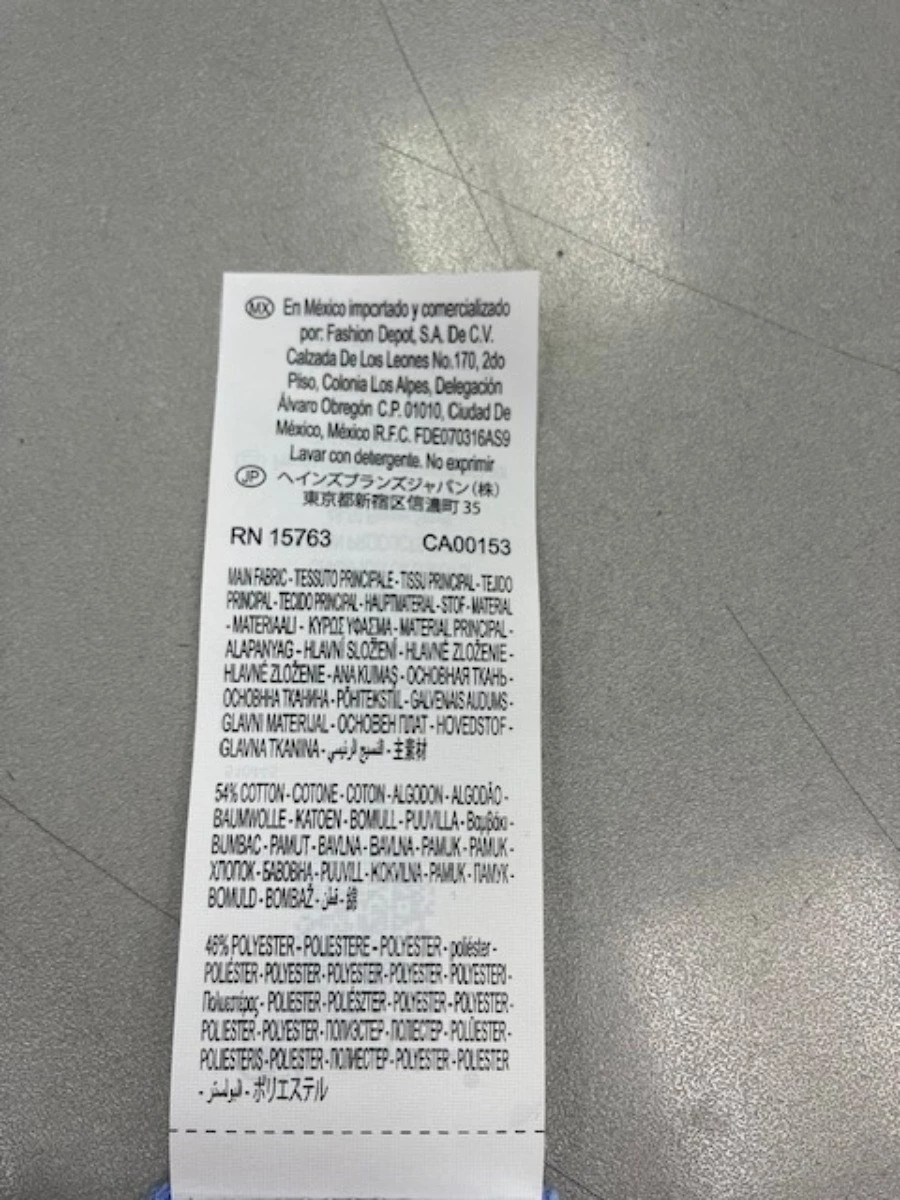 MX En México importado y comercializado
por: Fashion Depot, S.A. De C.V.
Calzada De Los Leones No.170, 2do
Piso, Colonia Los Alpes, Delegación
Álvaro Obregón C.P. 01010, Ciudad De
México, México R.F.C. FDE070316AS9
Lavar con detergente. No exprimir
JP ヘインズブランズジャパン(株)
東京都新宿区信濃町 35
RN 15763 CA00153
MAIN FABRIC - TESSUTO PRINCIPALE - TISSU PRINCIPAL - TEJIDO
PRINCIPAL - TECIDO PRINCIPAL - HAUPTMATERIAL - STOF - MATERIAL
- MATERIAALI - ΚΥΡΙΩΣ ΥΦΑΣΜΑ - MATERIAL PRINCIPAL -
ALAPANYAG - HLAVNÍ SLOŽENÍ - HLAVNÉ ZLOŽENIE -
HLAVNÉ ZLOŽENIE - ANA KUMAŞ - ОСНОВНАЯ ТКАНЬ -
ОСНОВННА ТКАНИНА - PÕHITEKSTIIL - GALVENAIS AUDUMS -
GLAVNI MATERIJAL - ОСНОВЕН ПЛАТ - HOVEDSTOF -
GLAVNA TKANINA - النسيج الرئيسي - 主素材
54% COTTON - COTONE - COTON - ALGODON - ALGODÃO -
BAUMWOLLE - KATOEN - BOMULL - PUUVILLA - Βαμβάκι -
BUMBAC - PAMUT - BAVLNA - BAVLNA - PAMUK - PAMUK -
ХЛОПОК - БАВОВНА - PUUVILL - KOKVILNA - PAMUK - ПАМУК -
BOMULD - BOMBAŽ - قطن - 綿
46% POLYESTER - POLIESTERE - POLYESTER - poliéster -
POLIÉSTER - POLYESTER - POLYESTER - POLYESTER - POLYESTERI -
Πολυεστέρας - POLIESTER - POLIÉSZTER - POLYESTER - POLYESTER -
POLIESTER - POLYESTER - ПОЛИЭСТЕР - ПОЛІЕСТЕР - POLÜESTER -
POLIESTERIS - POLIESTER - ПОЛИЕСТЕР - POLYESTER - POLIESTER
- البوليستر - ポリエステル